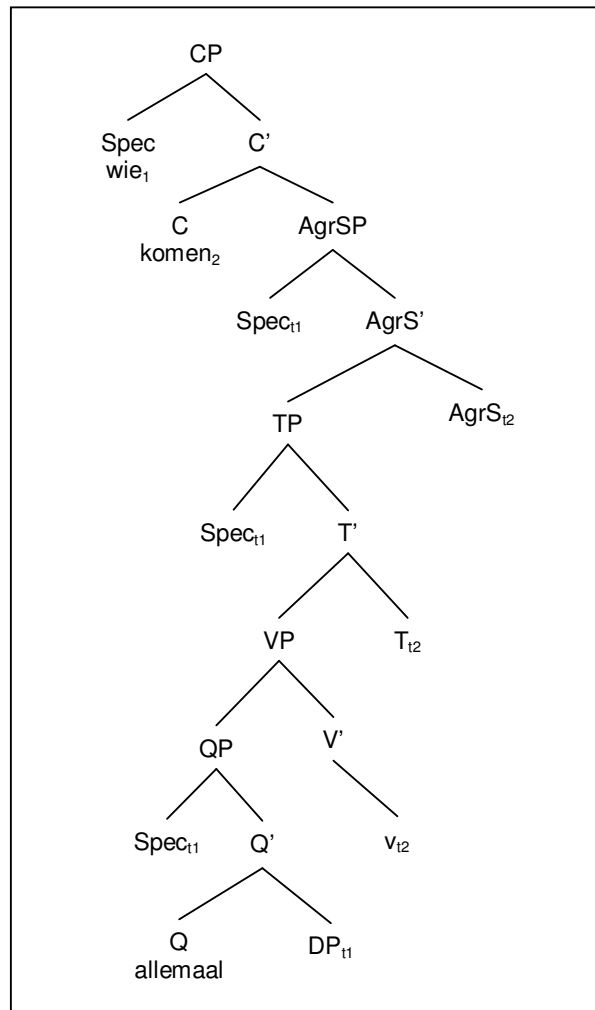 CP
Spec C’
wie₁
C AgrSP
komen₂
Specₜ₁ AgrS’
TP AgrSₜ₂
Specₜ₁ T’
VP Tₜ₂
QP V’
Specₜ₁ Q’ vₜ₂
Q DPₜ₁
allemaal